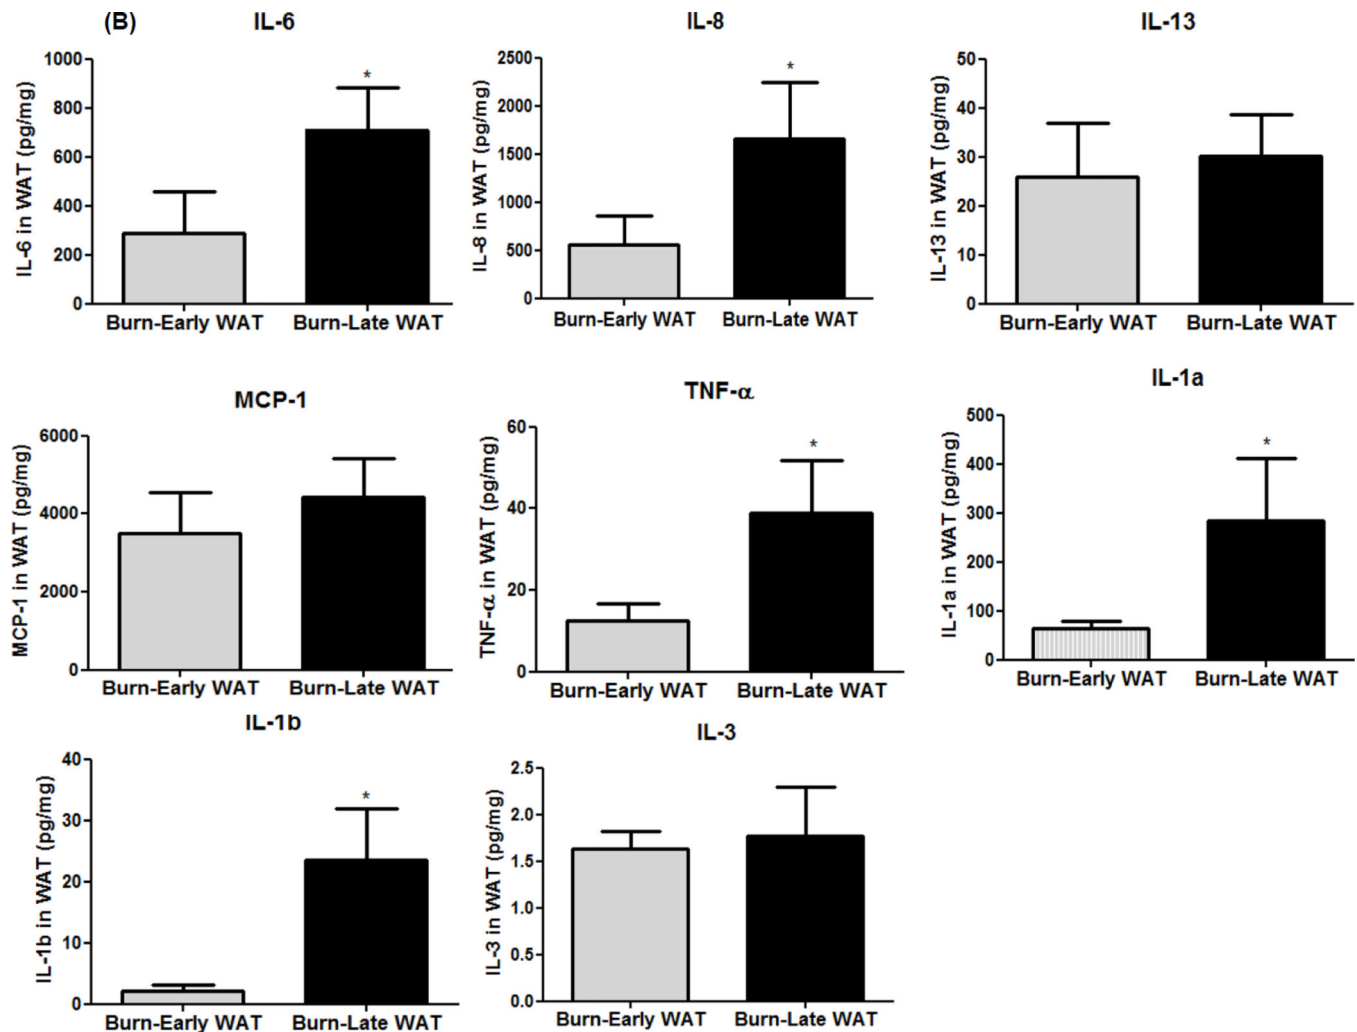 (B)
IL-6
IL-6 in WAT (pg/mg)
1000
800
600
400
200
0
*
Burn-Early WAT
Burn-Late WAT
IL-8
IL-8 in WAT (pg/mg)
2500
2000
1500
1000
500
0
*
Burn-Early WAT
Burn-Late WAT
IL-13
IL-13 in WAT (pg/mg)
50
40
30
20
10
0
Burn-Early WAT
Burn-Late WAT
MCP-1
MCP-1 in WAT (pg/mg)
6000
4000
2000
0
Burn-Early WAT
Burn-Late WAT
TNF-α
TNF-α in WAT (pg/mg)
60
40
20
0
*
Burn-Early WAT
Burn-Late WAT
IL-1a
IL-1a in WAT (pg/mg)
500
400
300
200
100
0
*
Burn-Early WAT
Burn-Late WAT
IL-1b
IL-1b in WAT (pg/mg)
40
30
20
10
0
*
Burn-Early WAT
Burn-Late WAT
IL-3
IL-3 in WAT (pg/mg)
2.5
2.0
1.5
1.0
0.5
0.0
Burn-Early WAT
Burn-Late WAT